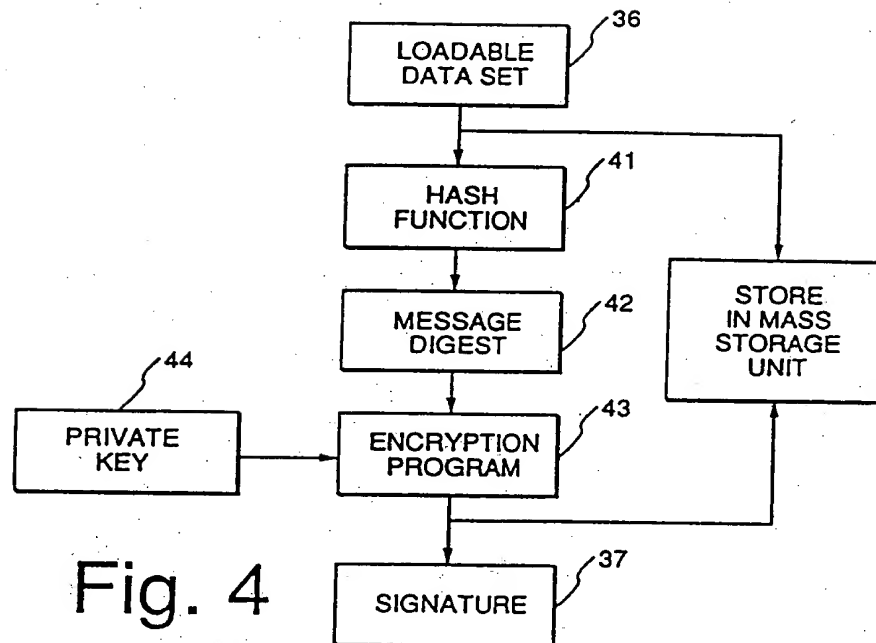 36
LOADABLE
DATA SET
41
HASH
FUNCTION
42
MESSAGE
DIGEST
STORE
IN MASS
STORAGE
UNIT
44
PRIVATE
KEY
43
ENCRYPTION
PROGRAM
37
SIGNATURE
Fig. 4